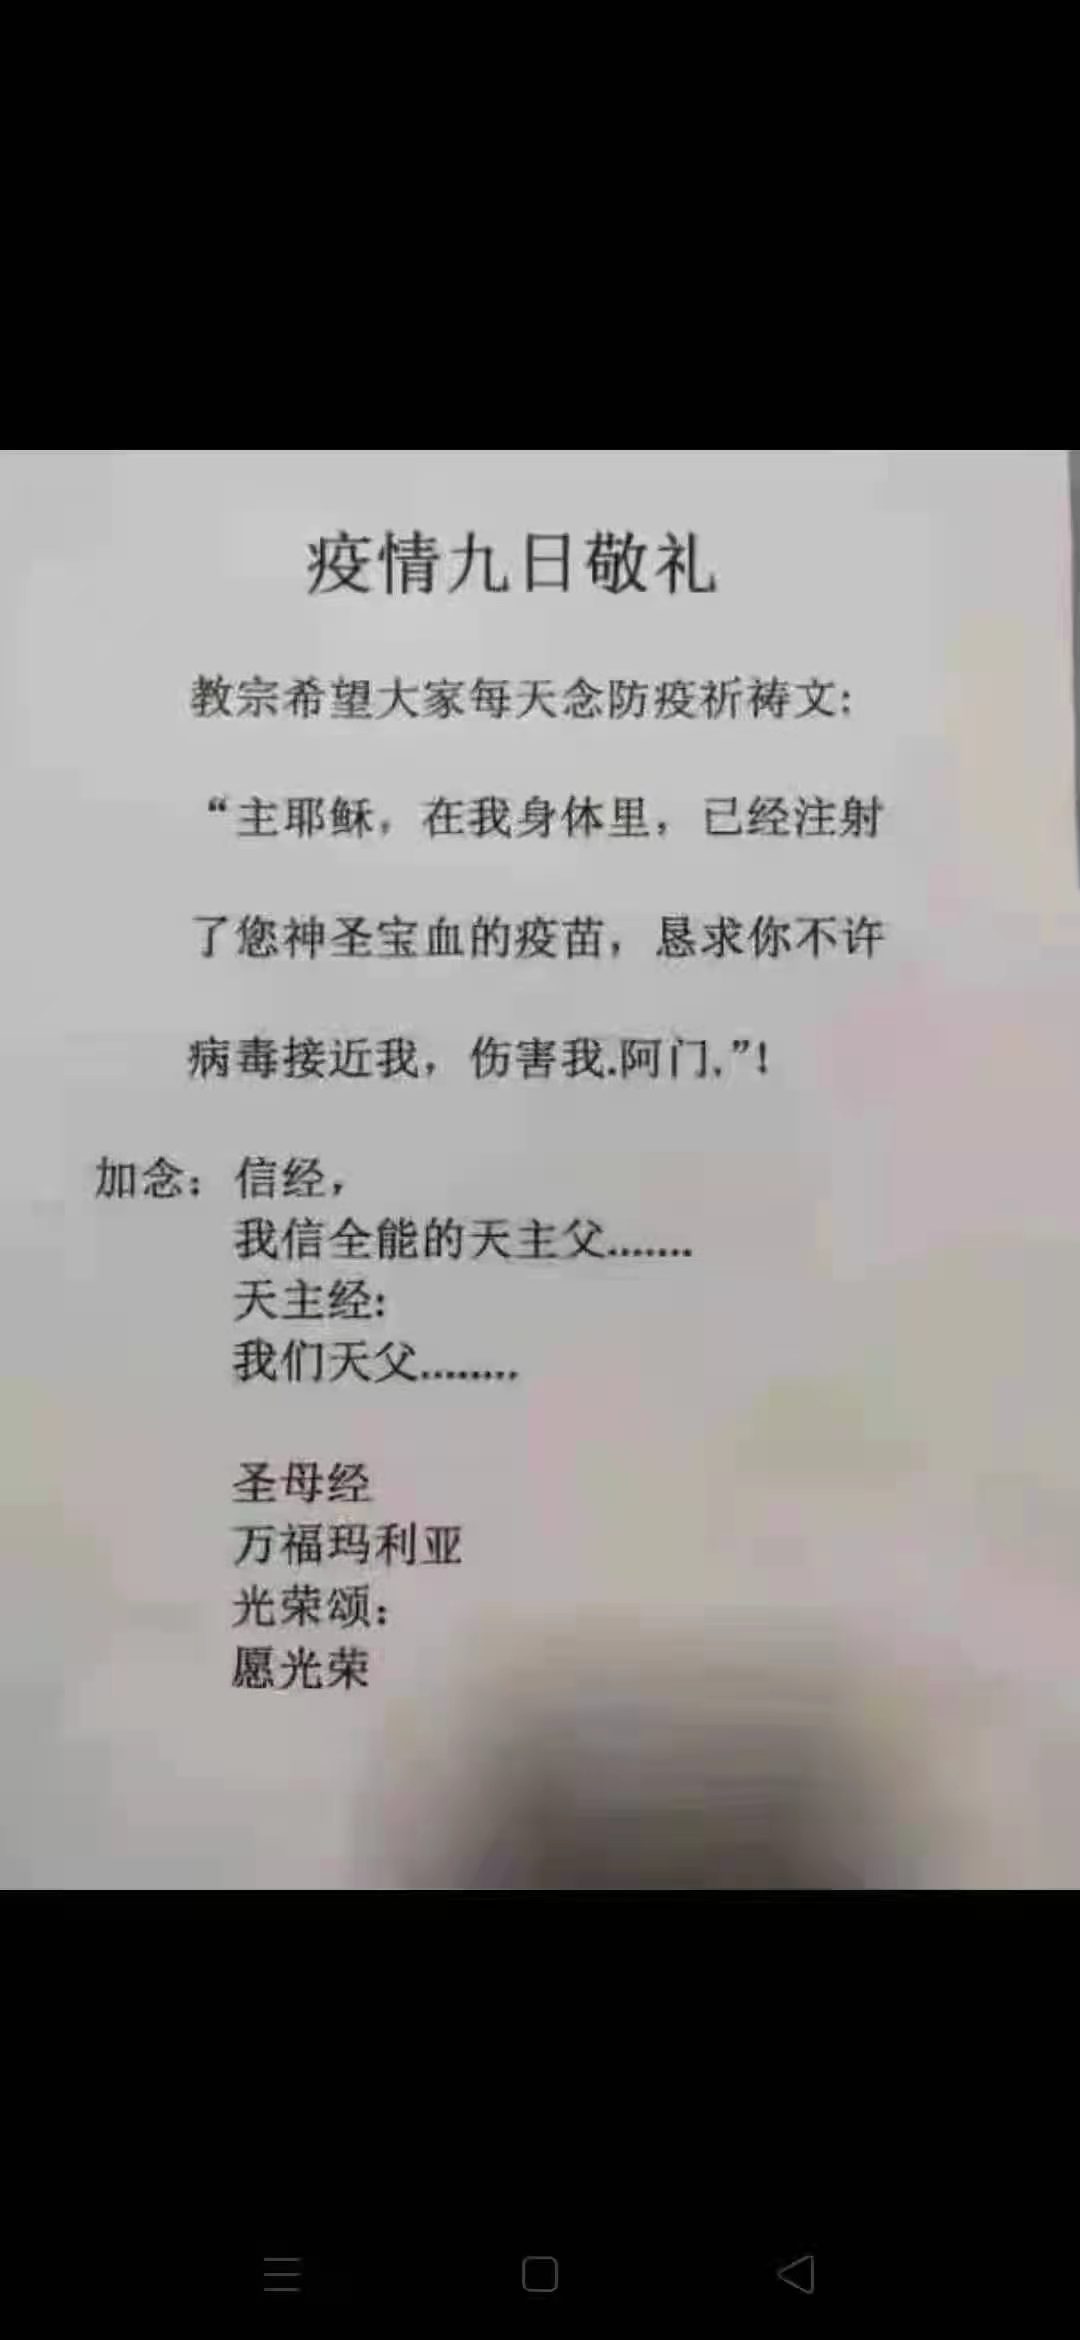 疫情九日敬礼
教宗希望大家每天念防疫祈祷文:
“主耶稣，在我身体里，已经注射
了您神圣宝血的疫苗，恳求你不许
病毒接近我，伤害我.阿门.”！
加念：信经，
我信全能的天主父.......
天主经:
我们天父........
圣母经
万福玛利亚
光荣颂：
愿光荣